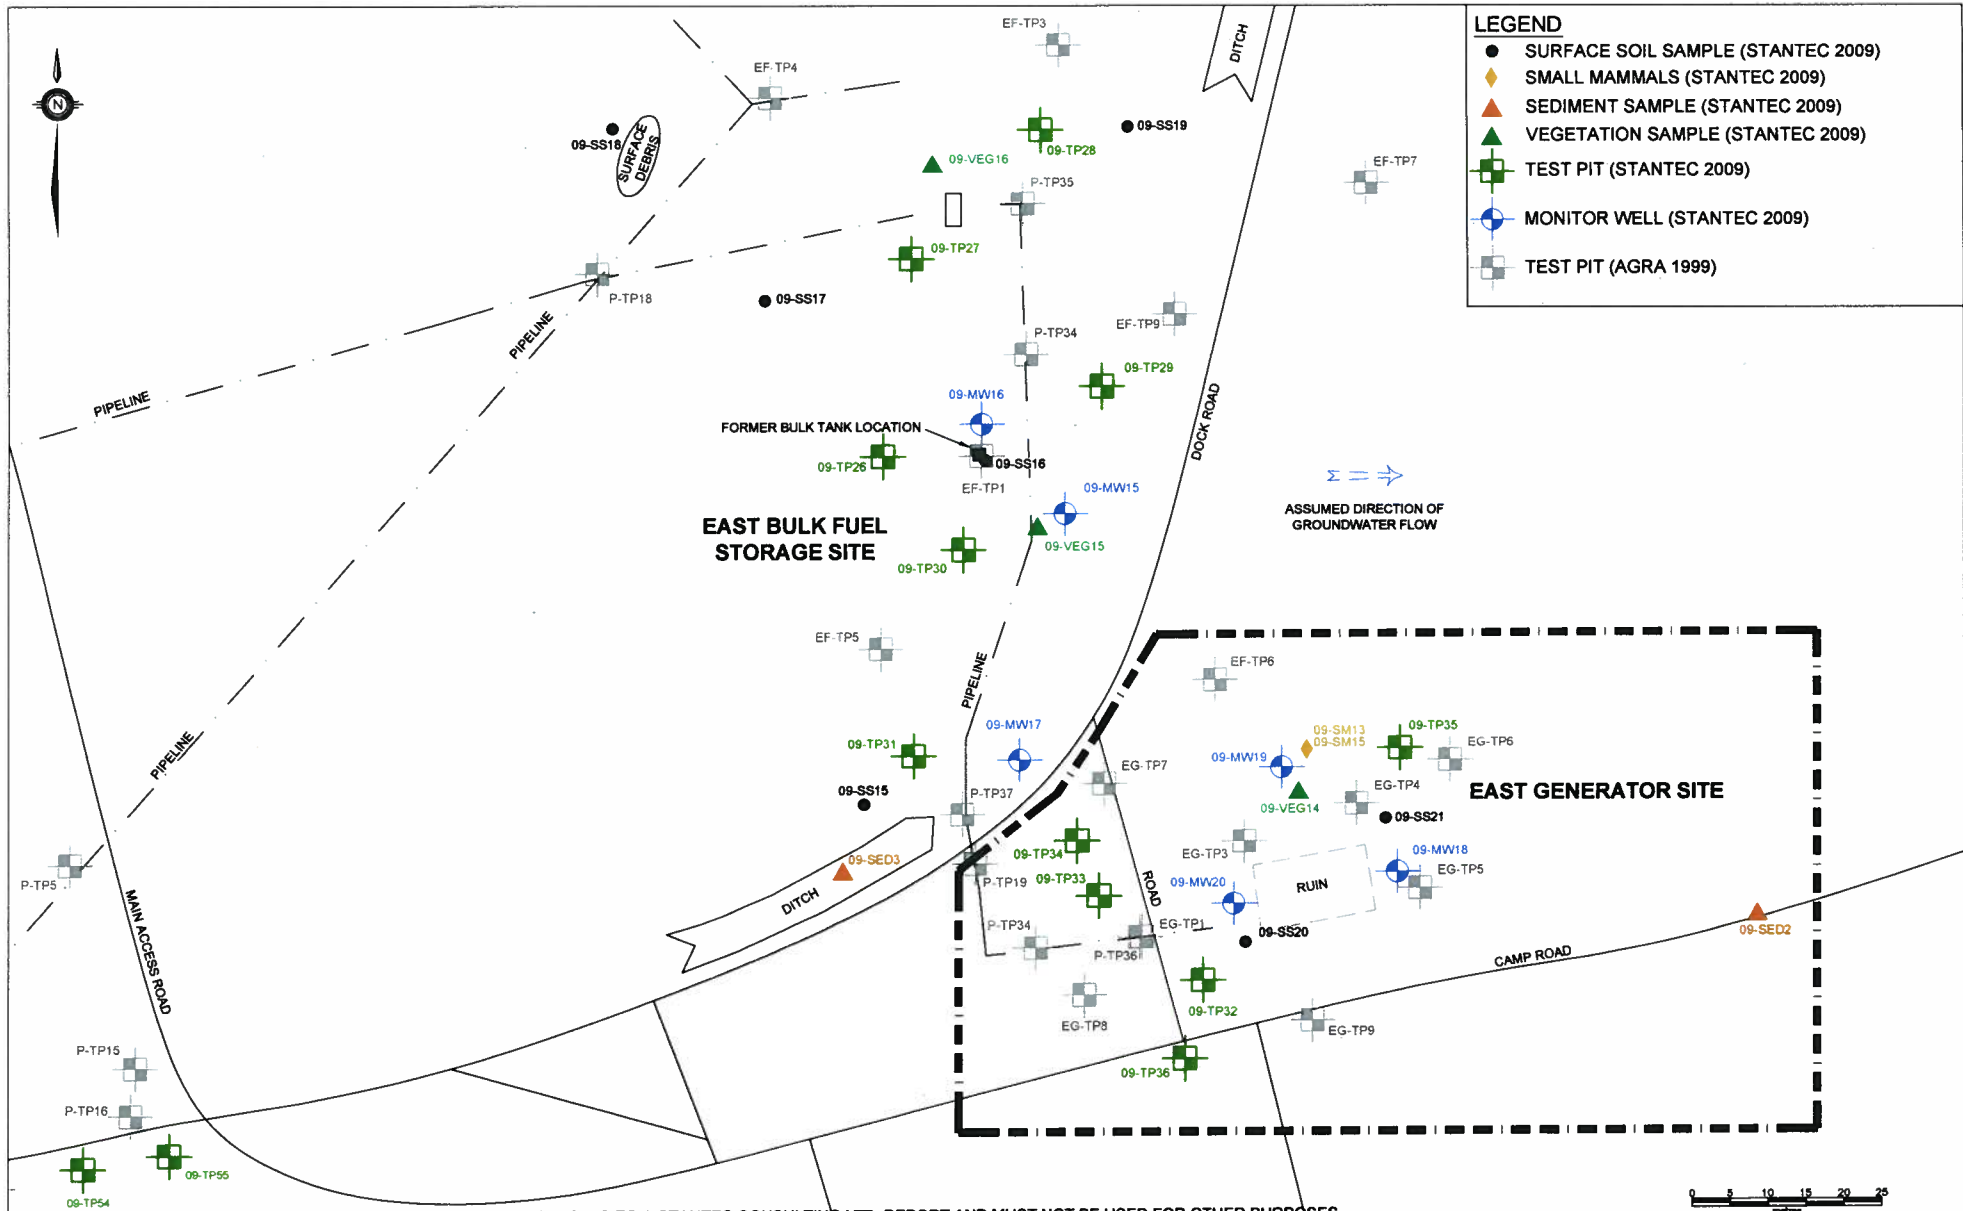 LEGEND
SURFACE SOIL SAMPLE (STANTEC 2009)
SMALL MAMMALS (STANTEC 2009)
SEDIMENT SAMPLE (STANTEC 2009)
VEGETATION SAMPLE (STANTEC 2009)
TEST PIT (STANTEC 2009)
MONITOR WELL (STANTEC 2009)
TEST PIT (AGRA 1999)
N
EF-TP3
DITCH
EF-TP4
09-SS18
SURFACE
DEBRIS
09-TP28
09-SS19
09-VEG16
EF-TP7
P-TP35
09-TP27
P-TP18
09-SS17
PIPELINE
EF-TP9
P-TP34
09-TP29
PIPELINE
09-MW16
DOCK ROAD
FORMER BULK TANK LOCATION
09-TP26
09-SS16
EF-TP1
09-MW15
ASSUMED DIRECTION OF
GROUNDWATER FLOW
EAST BULK FUEL
STORAGE SITE
09-VEG15
09-TP30
EF-TP5
EF-TP6
PIPELINE
09-MW17
09-TP31
09-SM13
09-SM15
09-TP35
EG-TP6
PIPELINE
09-MW19
EG-TP7
EG-TP4
EAST GENERATOR SITE
09-SS15
P-TP37
09-VEG14
09-SS21
09-SED3
09-TP34
EG-TP3
09-MW18
P-TP5
P-TP19
09-TP33
ROAD
09-MW20
RUIN
EG-TP5
DITCH
MAIN ACCESS ROAD
P-TP34
EG-TP1
09-SS20
09-SED2
P-TP36
CAMP ROAD
09-TP32
EG-TP8
EG-TP9
P-TP15
09-TP36
P-TP16
09-TP55
09-TP54
0 5 10 15 20 25
REPORT AND MUST NOT BE USED FOR OTHER PURPOSES